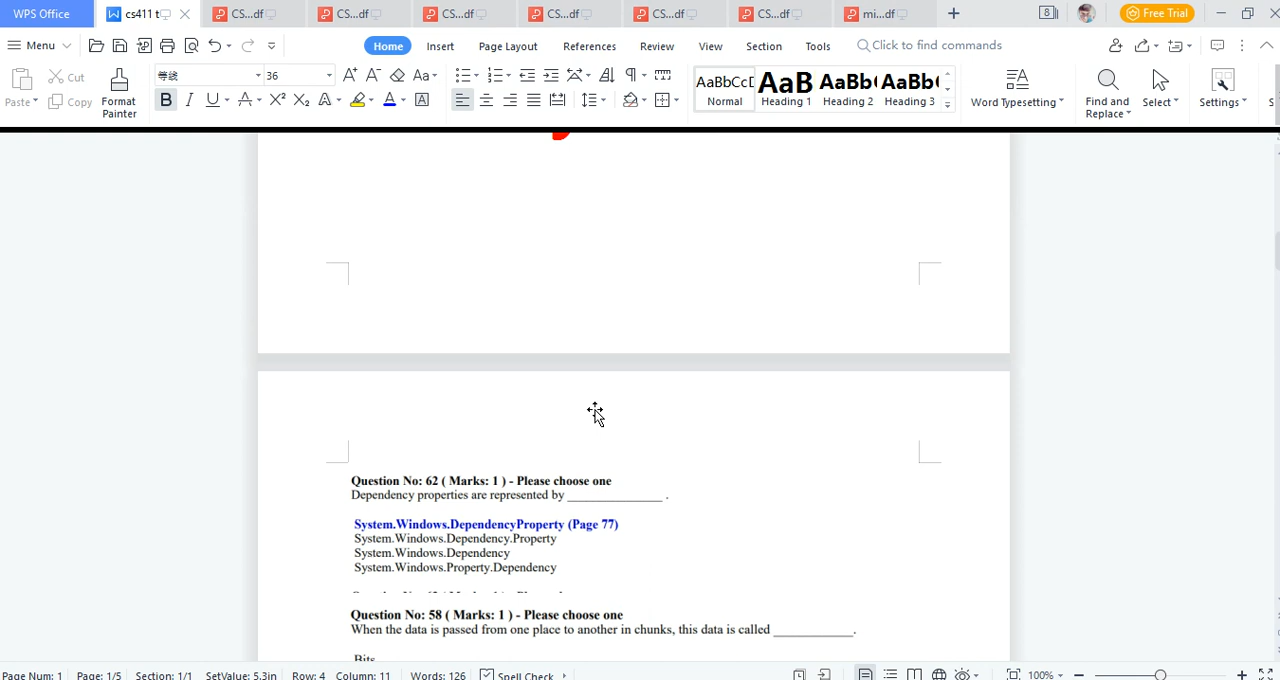 WPS Office cs411 t CS...df CS...df CS...df CS...df CS...df CS...df mi...df 8 Free Trial
Menu Home Insert Page Layout References Review View Section Tools Click to find commands
Paste Cut Copy Format Painter 等线 36 AaBbCcD Normal AaB Heading 1 AaBb Heading 2 AaBb Heading 3 Word Typesetting Find and Replace Select Settings
Question No: 62 ( Marks: 1 ) - Please choose one
Dependency properties are represented by _______________ .
System.Windows.DependencyProperty (Page 77)
System.Windows.Dependency.Property
System.Windows.Dependency
System.Windows.Property.Dependency
Question No: 58 ( Marks: 1 ) - Please choose one
When the data is passed from one place to another in chunks, this data is called _____________.
Bits
Page Num: 1 Page: 1/5 Section: 1/1 SetValue: 5.3in Row: 4 Column: 11 Words: 126 Spell Check 100%